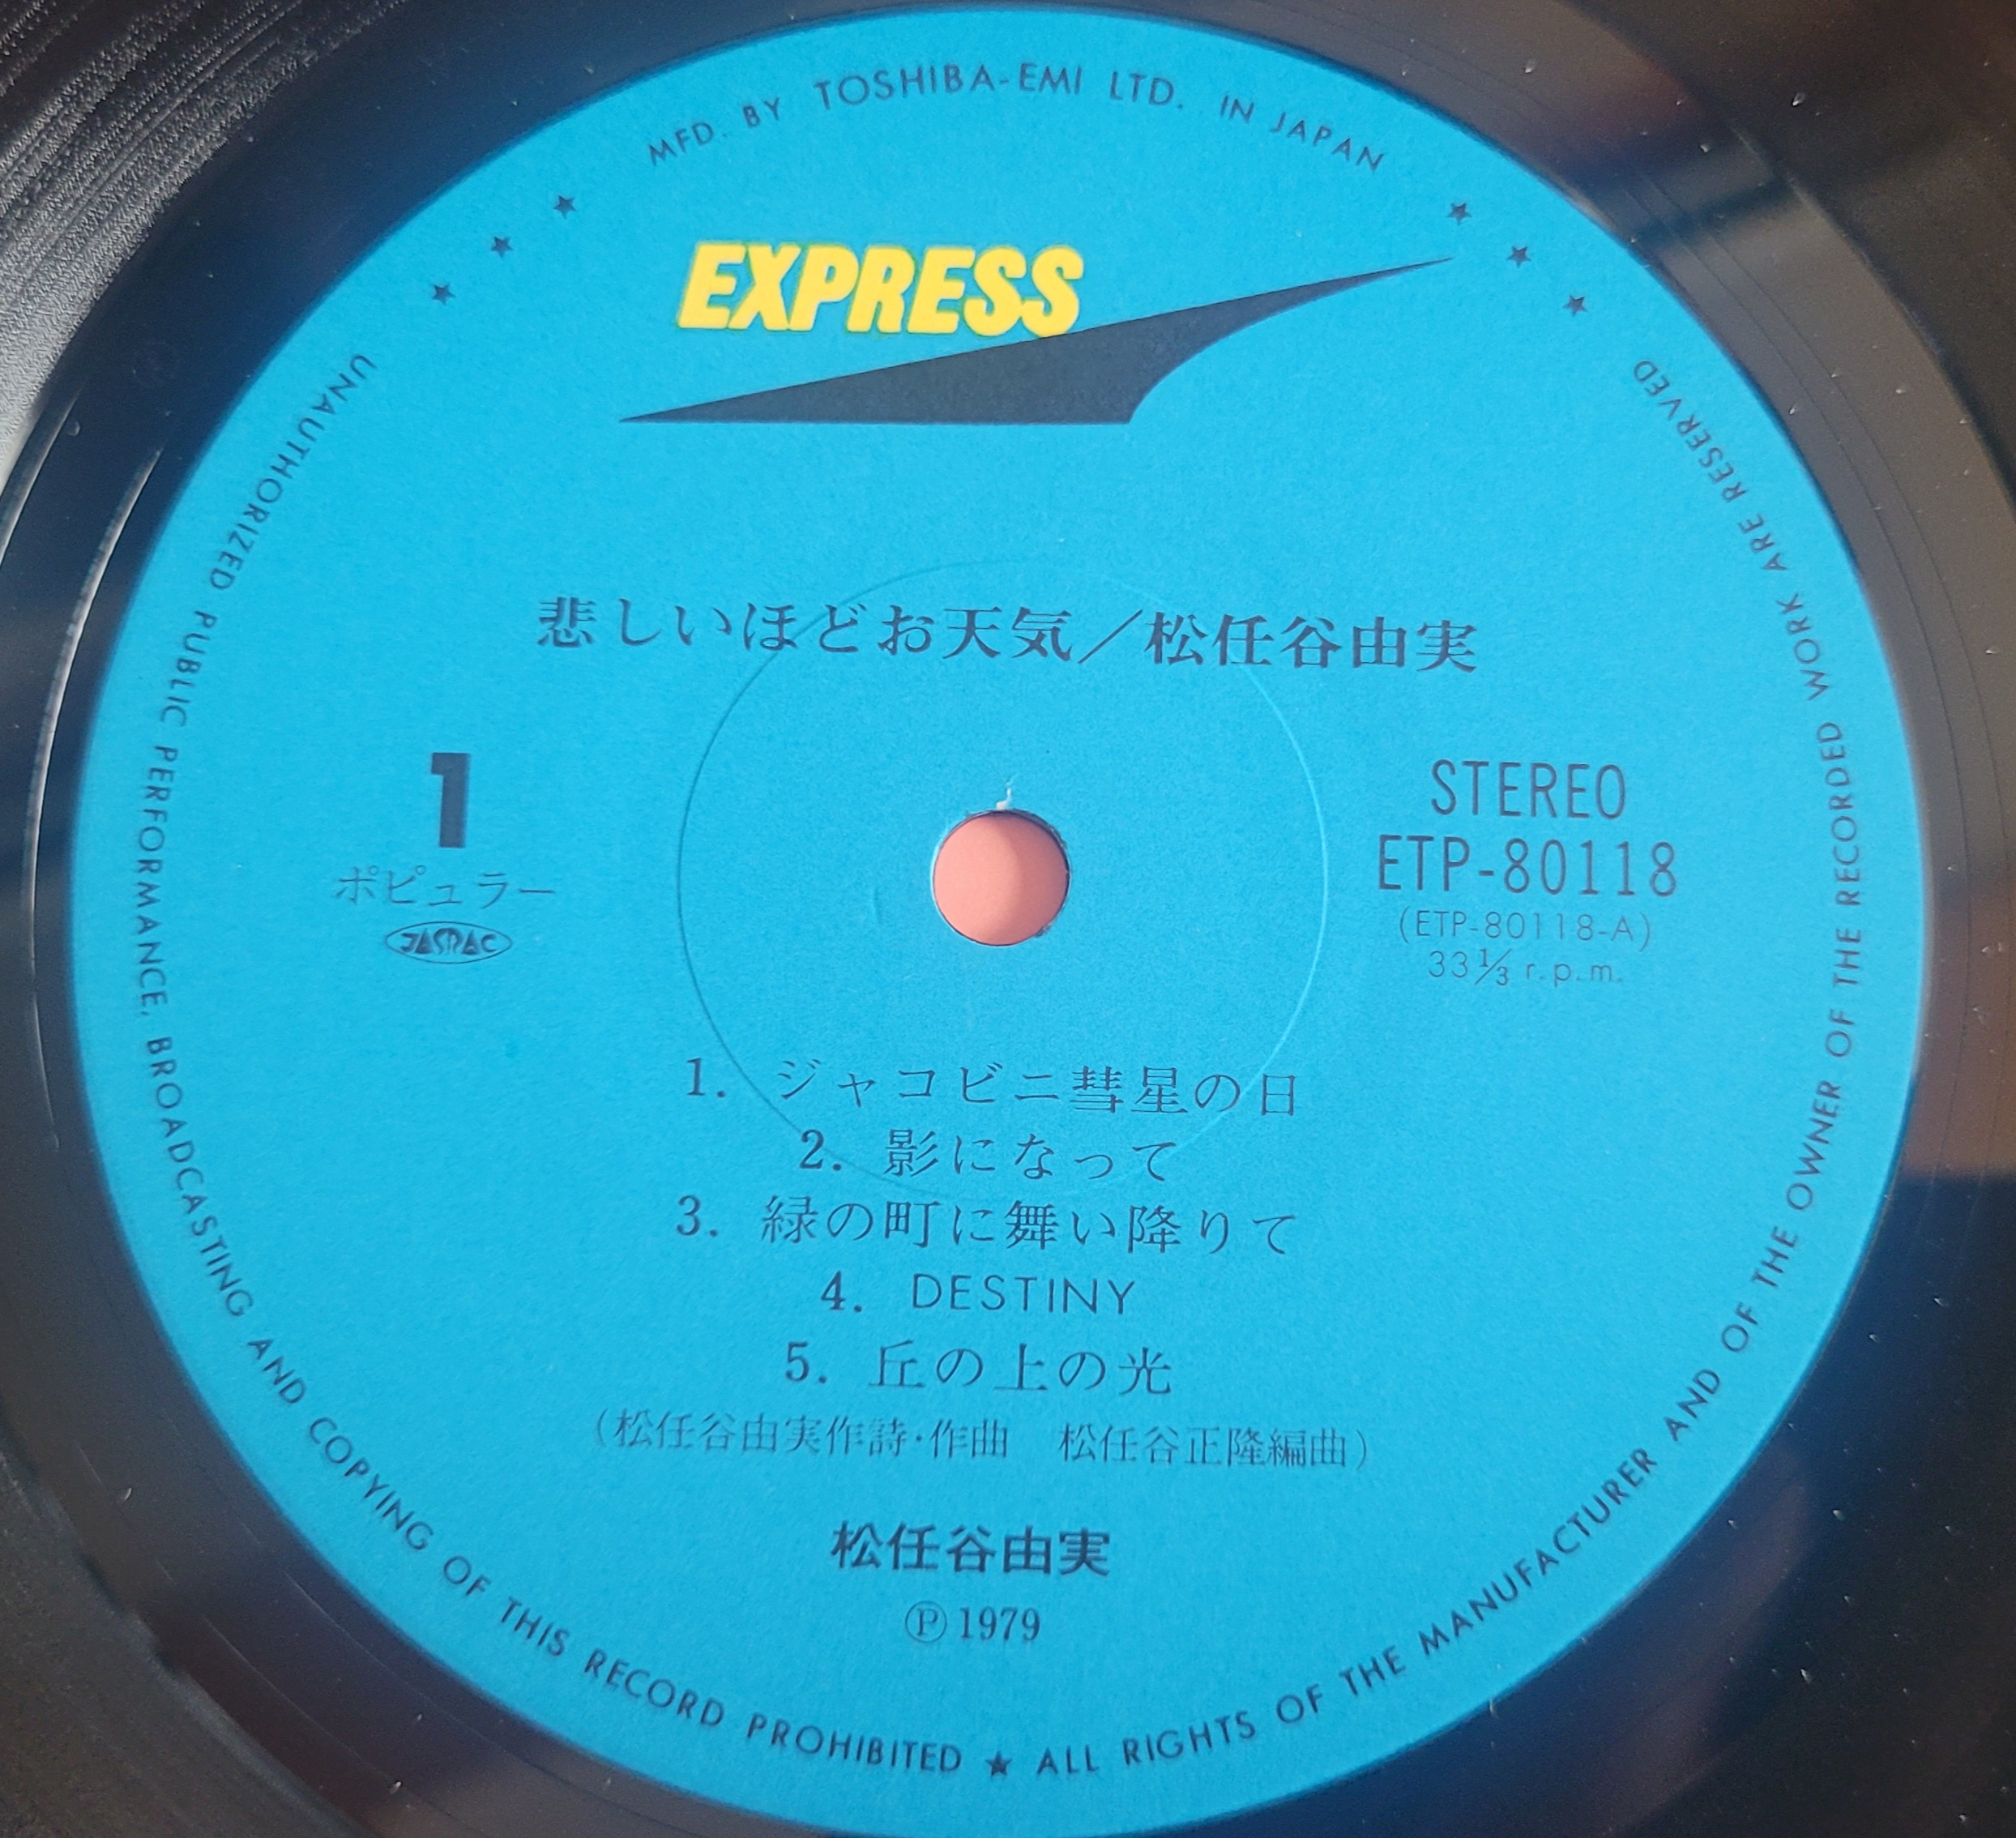 MFD. BY TOSHIBA-EMI LTD. IN JAPAN
EXPRESS
悲しいほどお天気／松任谷由実
1
ポピュラー
JASRAC
STEREO
ETP-80118
(ETP-80118-A)
33⅓ r.p.m.
1. ジャコビニ彗星の日
2. 影になって
3. 緑の町に舞い降りて
4. DESTINY
5. 丘の上の光
(松任谷由実作詩・作曲　松任谷正隆編曲)
松任谷由実
Ⓟ1979
UNAUTHORIZED PUBLIC PERFORMANCE, BROADCASTING AND COPYING OF THIS RECORD PROHIBITED ★ ALL RIGHTS OF THE MANUFACTURER AND OF THE OWNER OF THE RECORDED WORK ARE RESERVED